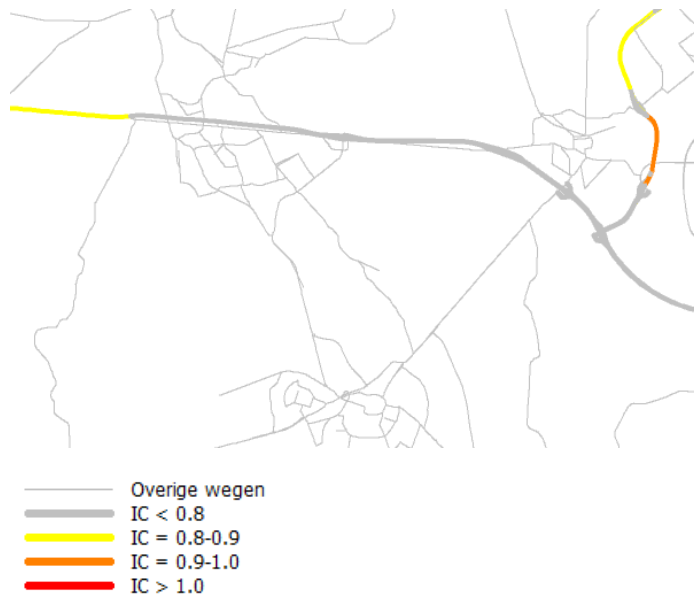 Overige wegen
IC < 0.8
IC = 0.8-0.9
IC = 0.9-1.0
IC > 1.0